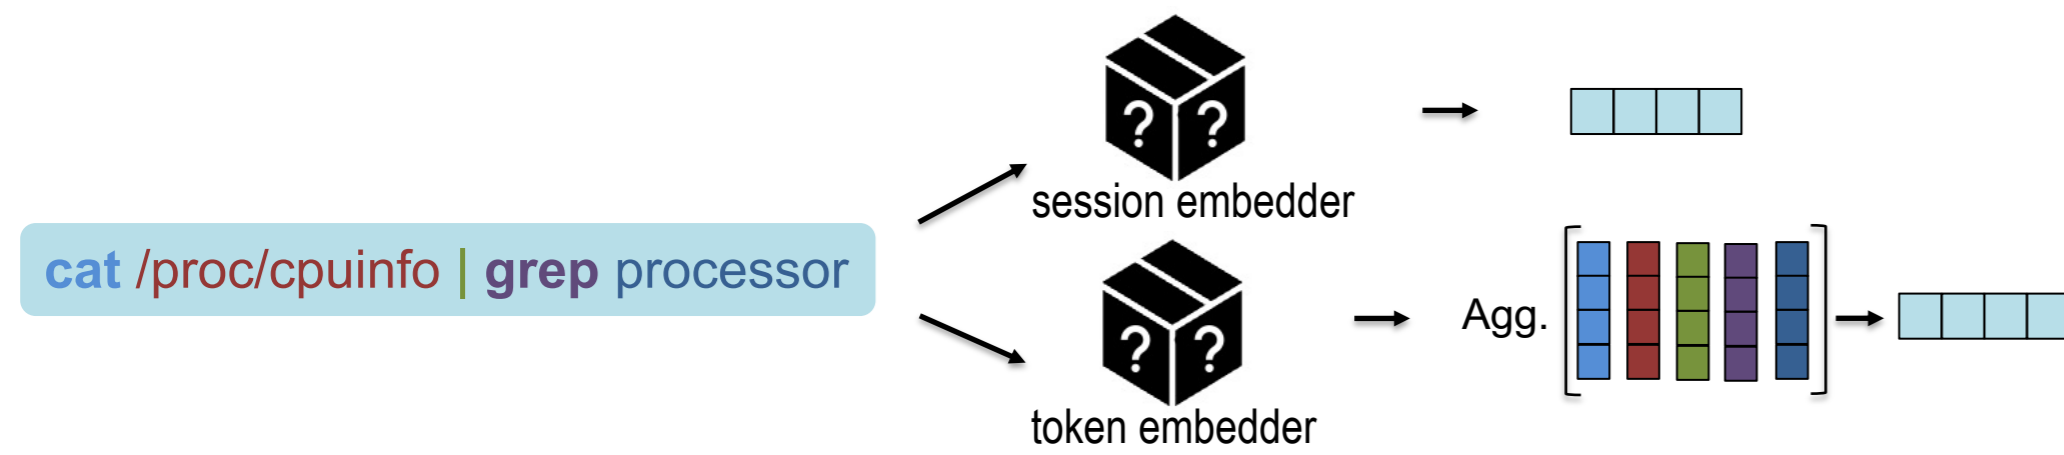 cat /proc/cpuinfo | grep processor
? ?
session embedder
? ?
token embedder
Agg.